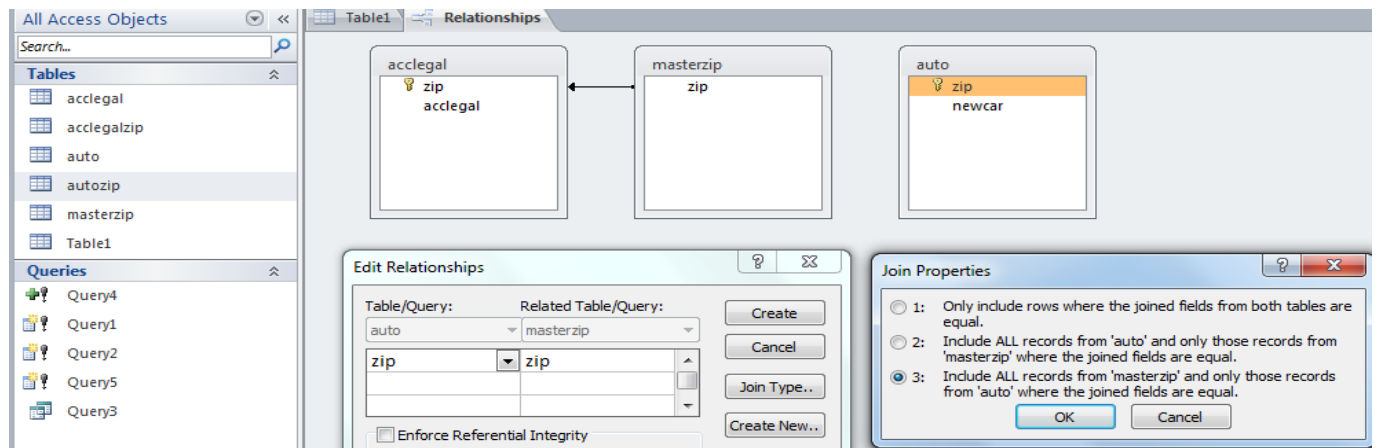 All Access Objects
Search...
Tables
acclegal
acclegalzip
auto
autozip
masterzip
Table1
Queries
Query4
Query1
Query2
Query5
Query3
Table1
Relationships
acclegal
zip
acclegal
masterzip
zip
auto
zip
newcar
Edit Relationships
Table/Query:
Related Table/Query:
auto
masterzip
zip
zip
Enforce Referential Integrity
Create
Cancel
Join Type..
Create New..
Join Properties
1: Only include rows where the joined fields from both tables are
equal.
2: Include ALL records from 'auto' and only those records from
'masterzip' where the joined fields are equal.
3: Include ALL records from 'masterzip' and only those records
from 'auto' where the joined fields are equal.
OK
Cancel